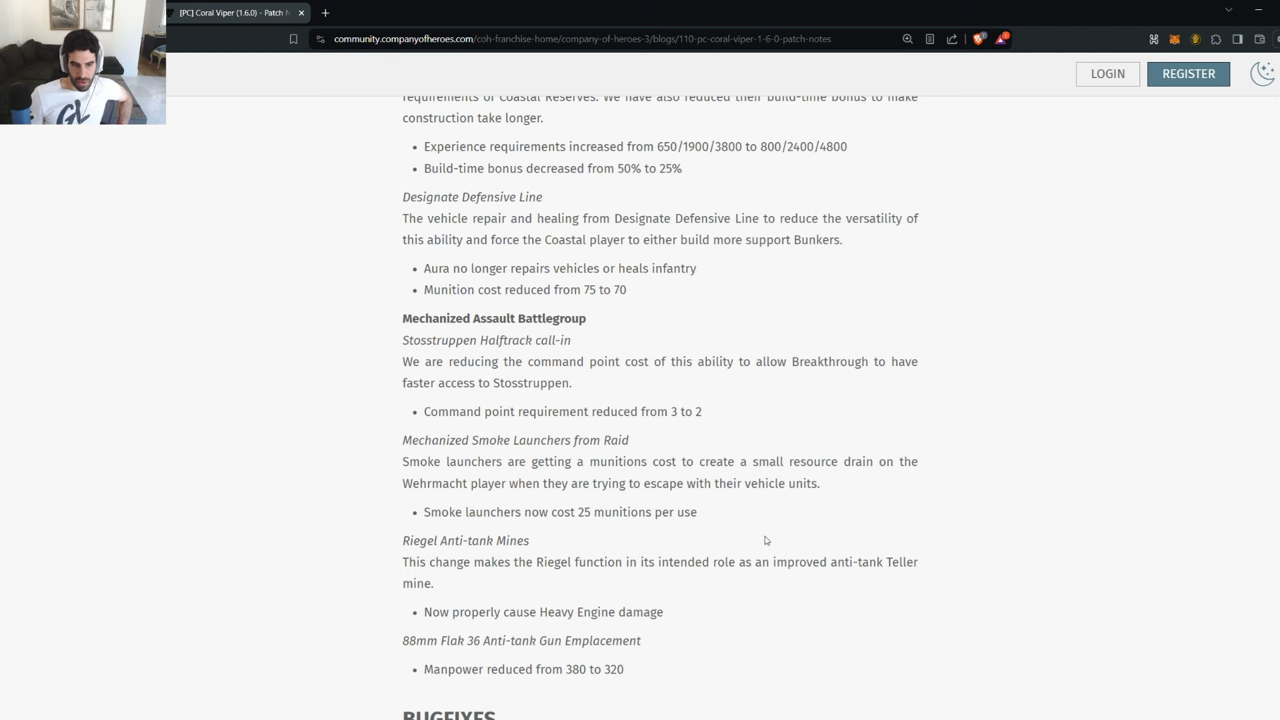 [PC] Coral Viper (1.6.0) - Patch N
community.companyofheroes.com/coh-franchise-home/company-of-heroes-3/blogs/110-pc-coral-viper-1-6-0-patch-notes
LOGIN
REGISTER
requirements of Coastal Reserves. We have also reduced their build-time bonus to make
construction take longer.
• Experience requirements increased from 650/1900/3800 to 800/2400/4800
• Build-time bonus decreased from 50% to 25%
Designate Defensive Line
The vehicle repair and healing from Designate Defensive Line to reduce the versatility of
this ability and force the Coastal player to either build more support Bunkers.
• Aura no longer repairs vehicles or heals infantry
• Munition cost reduced from 75 to 70
Mechanized Assault Battlegroup
Stosstruppen Halftrack call-in
We are reducing the command point cost of this ability to allow Breakthrough to have
faster access to Stosstruppen.
• Command point requirement reduced from 3 to 2
Mechanized Smoke Launchers from Raid
Smoke launchers are getting a munitions cost to create a small resource drain on the
Wehrmacht player when they are trying to escape with their vehicle units.
• Smoke launchers now cost 25 munitions per use
Riegel Anti-tank Mines
This change makes the Riegel function in its intended role as an improved anti-tank Teller
mine.
• Now properly cause Heavy Engine damage
88mm Flak 36 Anti-tank Gun Emplacement
• Manpower reduced from 380 to 320
BUGFIXES